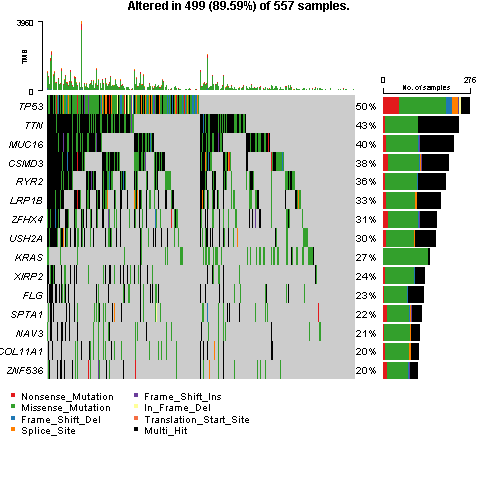 Altered in 499 (89.59%) of 557 samples.
3960
TMB
0
0 276
No. of samples
TP53 50%
TTN 43%
MUC16 40%
CSMD3 38%
RYR2 36%
LRP1B 33%
ZFHX4 31%
USH2A 30%
KRAS 27%
XIRP2 24%
FLG 23%
SPTA1 22%
NAV3 21%
COL11A1 20%
ZNF536 20%
Nonsense_Mutation Frame_Shift_Ins
Missense_Mutation In_Frame_Del
Frame_Shift_Del Translation_Start_Site
Splice_Site Multi_Hit